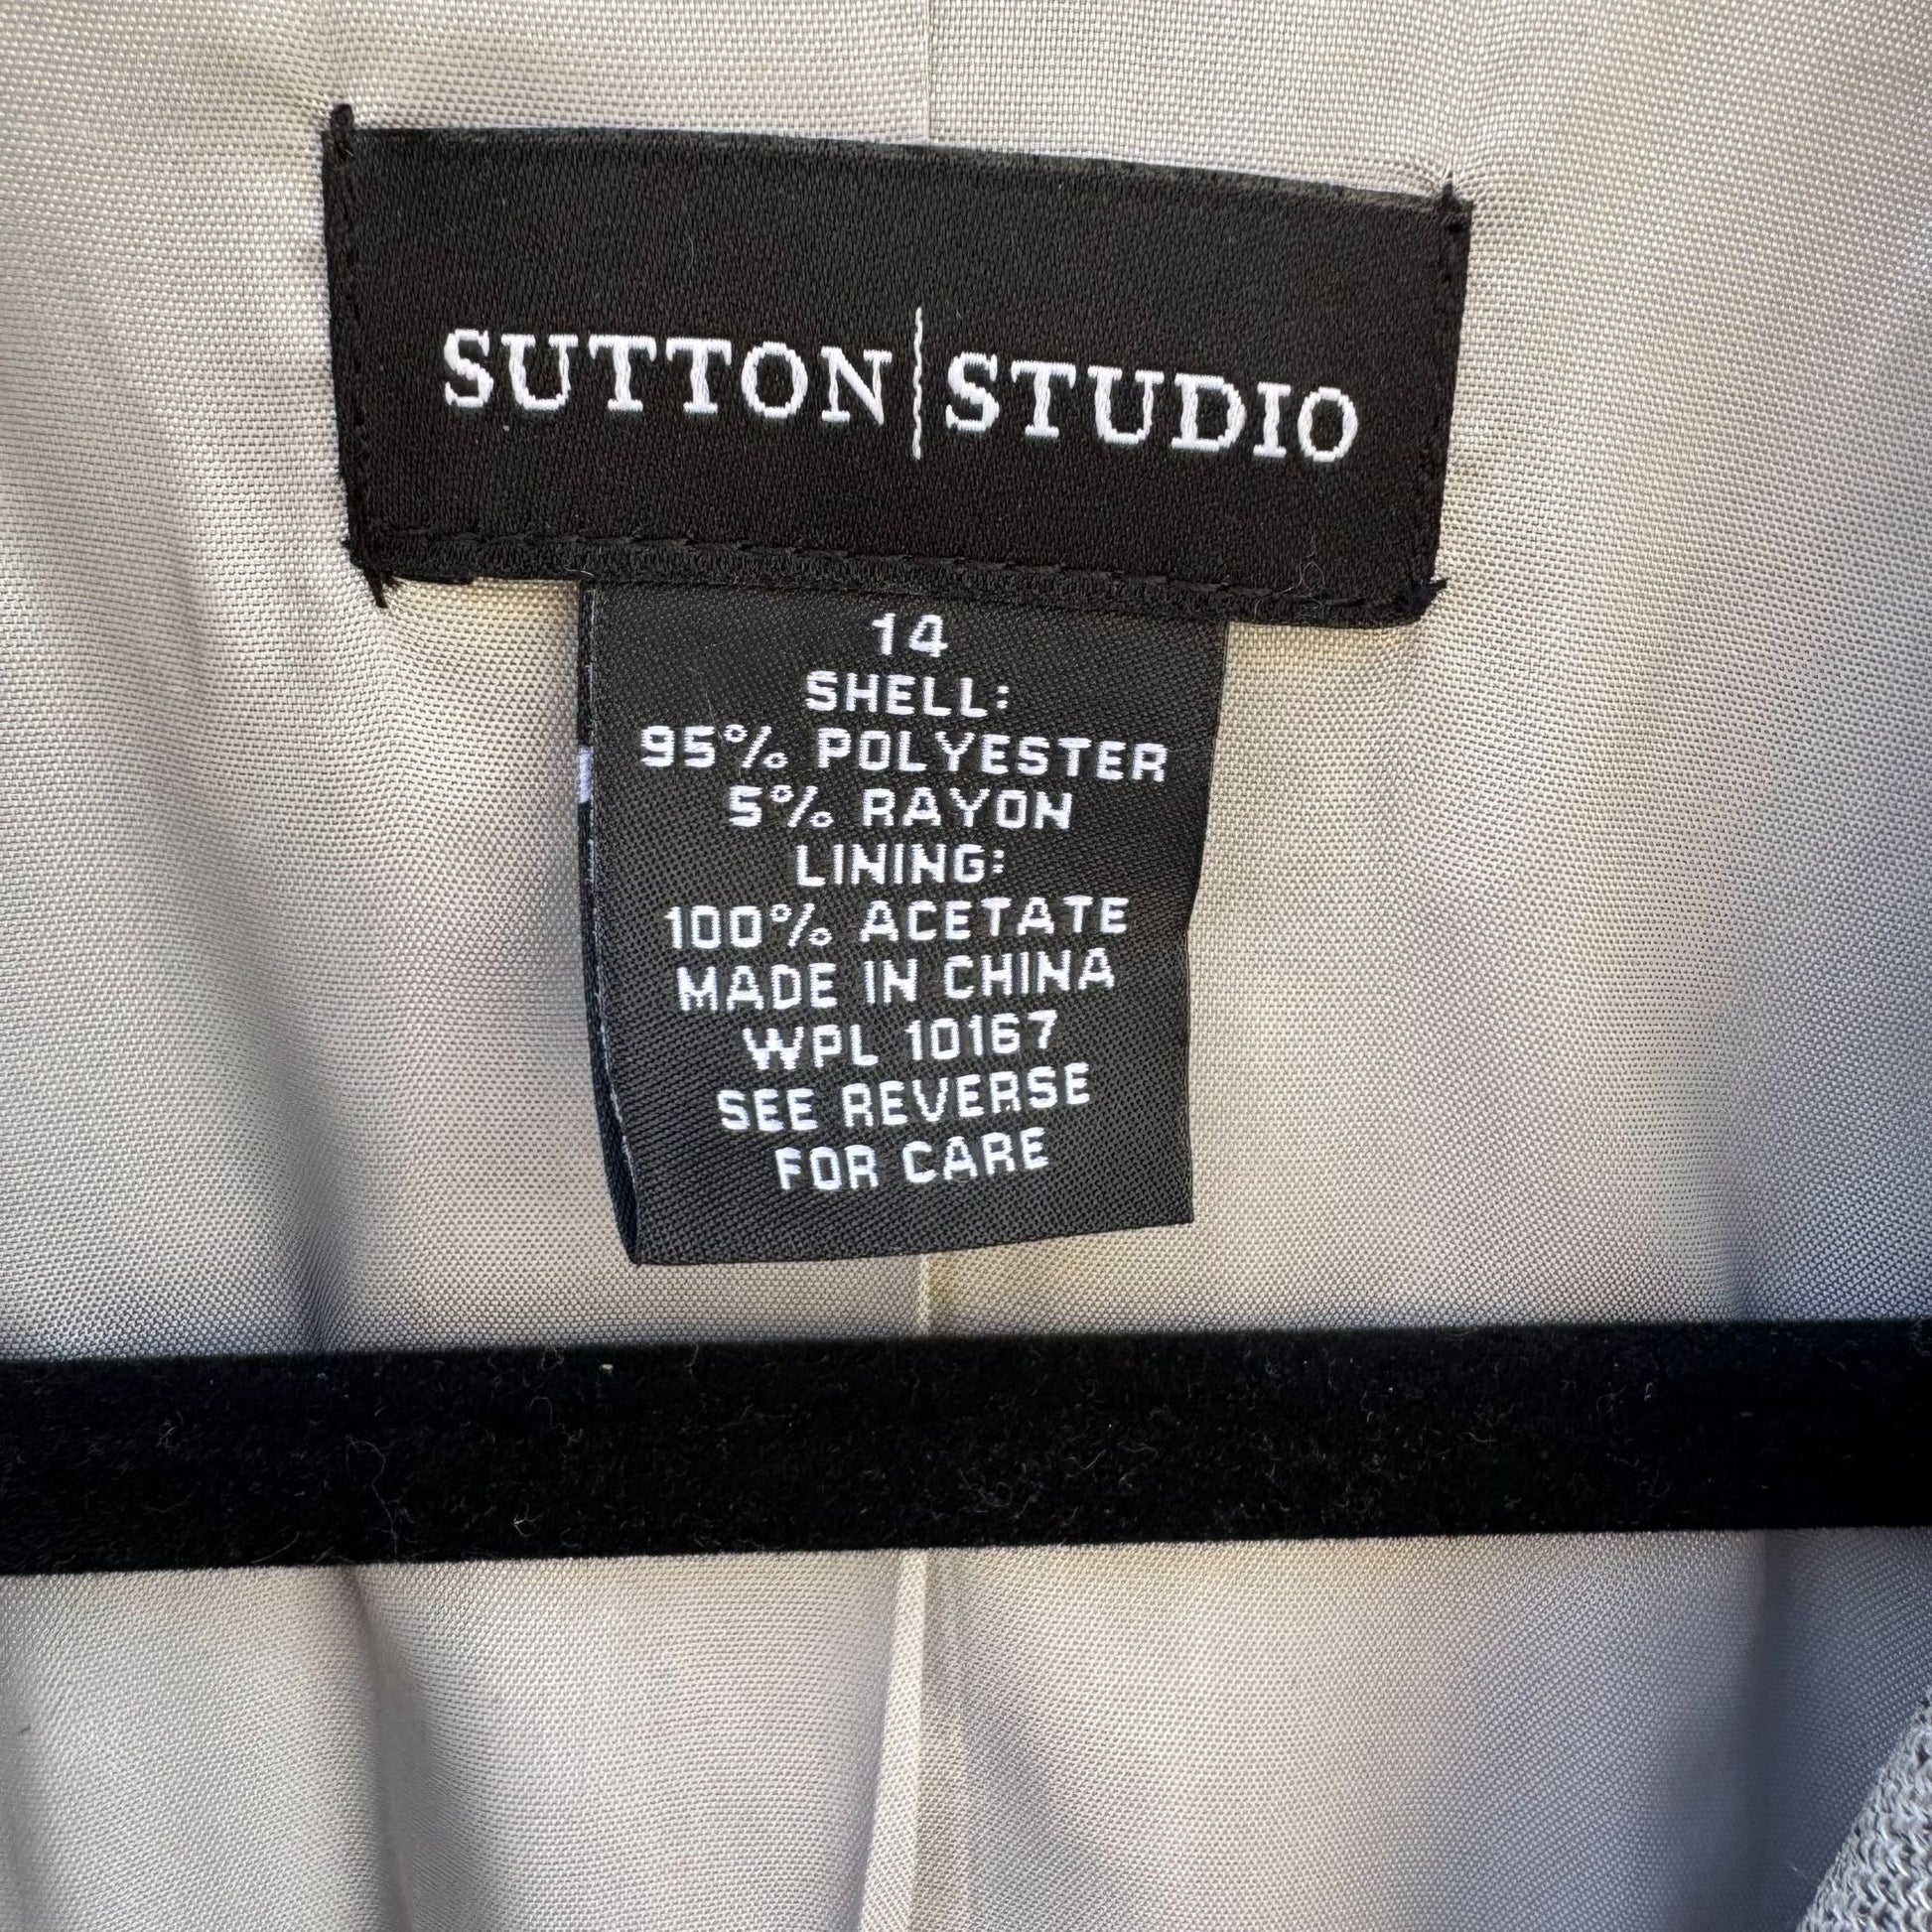 SUTTON|STUDIO
14
SHELL:
95% POLYESTER
5% RAYON
LINING:
100% ACETATE
MADE IN CHINA
WPL 10167
SEE REVERSE
FOR CARE